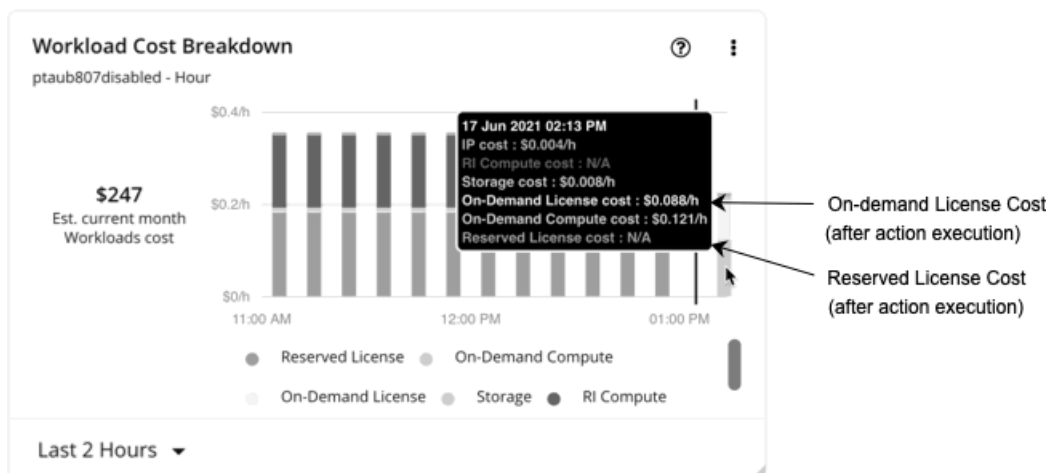 Workload Cost Breakdown
ptaub807disabled - Hour
$247
Est. current month
Workloads cost
$0.4/h
$0.2/h
$0/h
17 Jun 2021 02:13 PM
IP cost : $0.004/h
RI Compute cost : N/A
Storage cost : $0.008/h
On-Demand License cost : $0.088/h
On-Demand Compute cost : $0.121/h
Reserved License cost : N/A
11:00 AM
12:00 PM
01:00 PM
Reserved License
On-Demand Compute
On-Demand License
Storage
RI Compute
Last 2 Hours
On-demand License Cost
(after action execution)
Reserved License Cost
(after action execution)